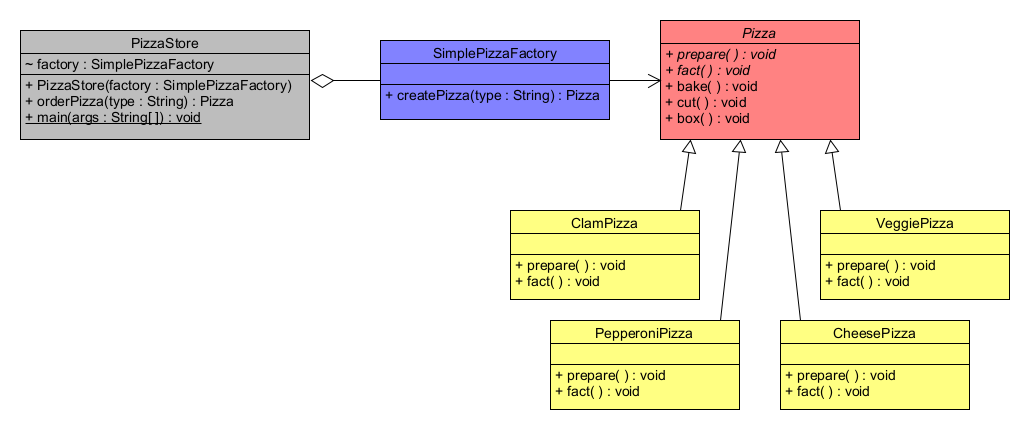 PizzaStore
~ factory : SimplePizzaFactory
+ PizzaStore(factory : SimplePizzaFactory)
+ orderPizza(type : String) : Pizza
+ main(args : String[ ]) : void
SimplePizzaFactory
+ createPizza(type : String) : Pizza
Pizza
+ prepare( ) : void
+ fact( ) : void
+ bake( ) : void
+ cut( ) : void
+ box( ) : void
ClamPizza
+ prepare( ) : void
+ fact( ) : void
VeggiePizza
+ prepare( ) : void
+ fact( ) : void
PepperoniPizza
+ prepare( ) : void
+ fact( ) : void
CheesePizza
+ prepare( ) : void
+ fact( ) : void